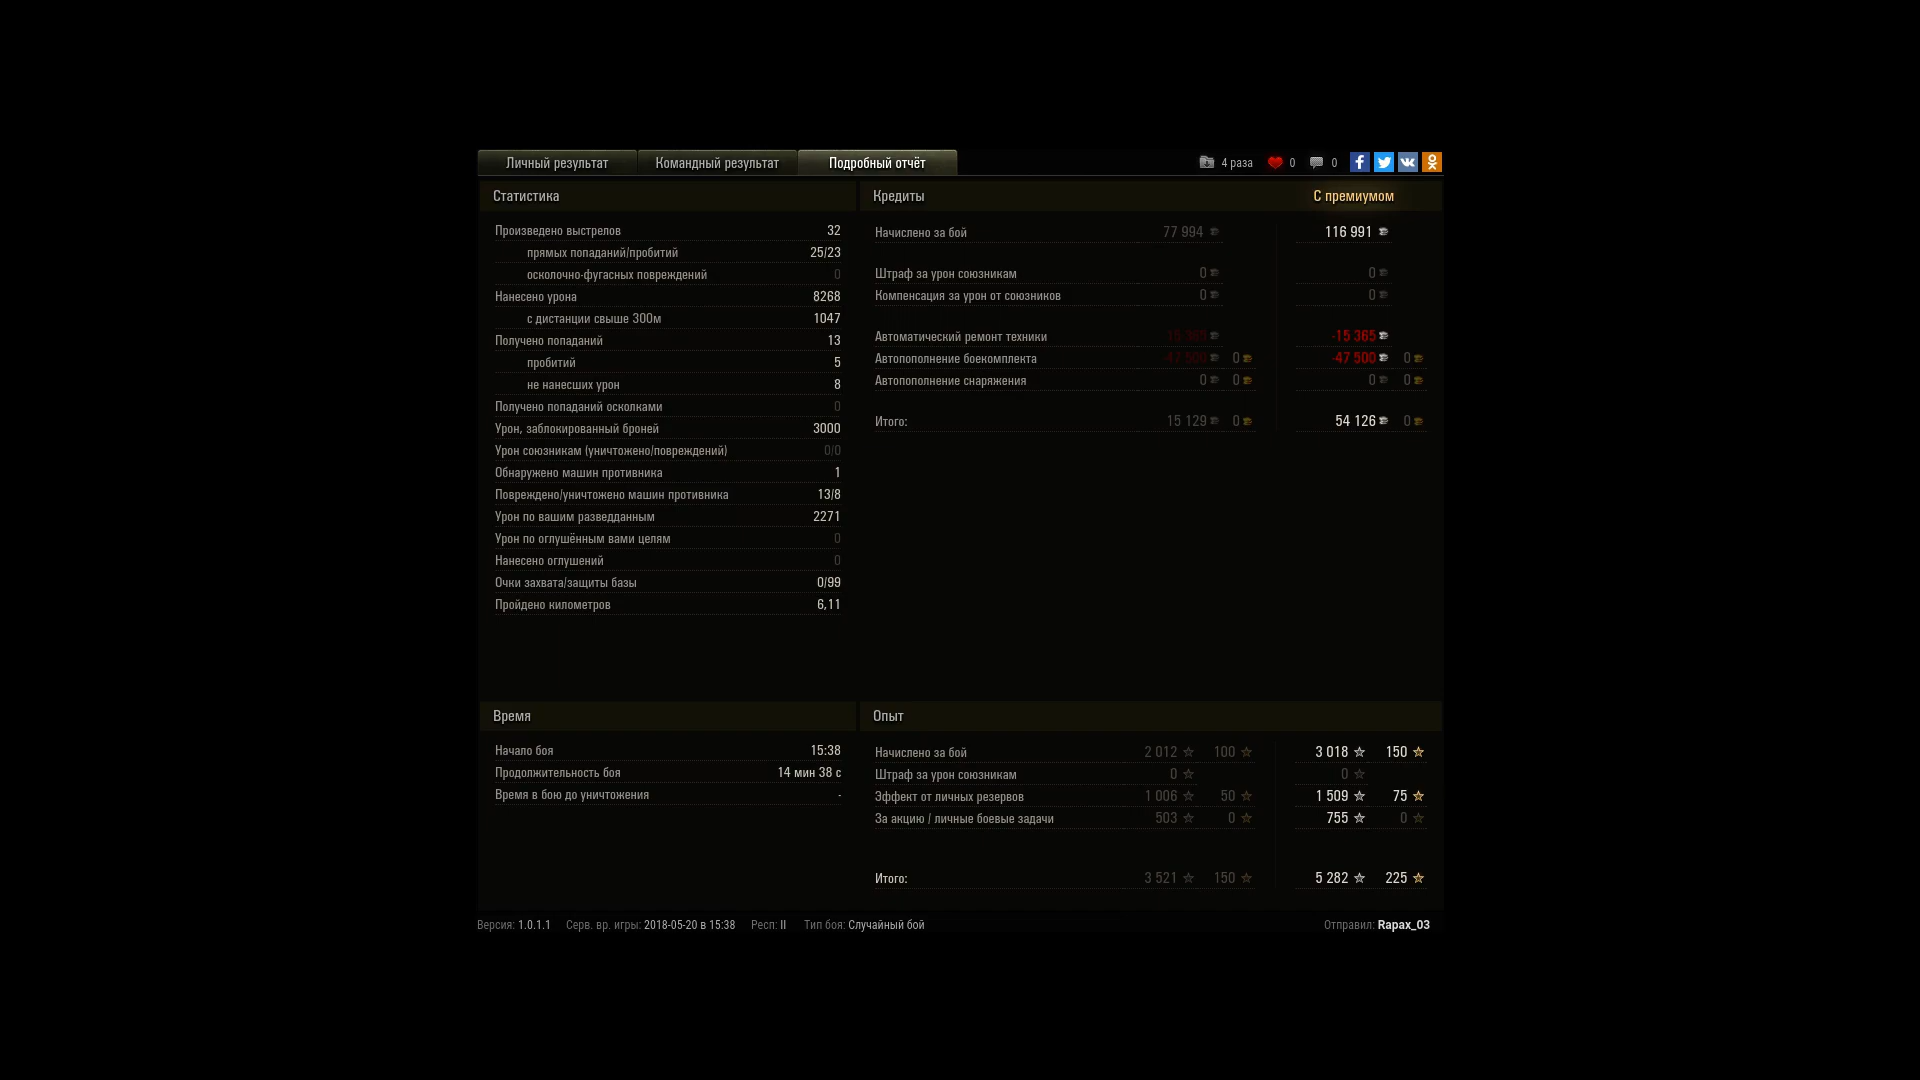 Личный результат Командный результат Подробный отчёт 4 раза 0 0
Статистика
Произведено выстрелов 32
прямых попаданий/пробитий 25/23
осколочно-фугасных повреждений 0
Нанесено урона 8268
с дистанции свыше 300м 1047
Получено попаданий 13
пробитий 5
не нанесших урон 8
Получено попаданий осколками 0
Урон, заблокированный броней 3000
Урон союзникам (уничтожено/повреждений) 0/0
Обнаружено машин противника 1
Повреждено/уничтожено машин противника 13/8
Урон по вашим разведданным 2271
Урон по оглушённым вами целям 0
Нанесено оглушений 0
Очки захвата/защиты базы 0/99
Пройдено километров 6,11
Кредиты С премиумом
Начислено за бой 77 994 116 991
Штраф за урон союзникам 0 0
Компенсация за урон от союзников 0 0
Автоматический ремонт техники -15 365 -15 365
Автопополнение боекомплекта -47 500 0 -47 500 0
Автопополнение снаряжения 0 0 0 0
Итого: 15 129 0 54 126 0
Время
Начало боя 15:38
Продолжительность боя 14 мин 38 с
Время в бою до уничтожения -
Опыт
Начислено за бой 2 012 100 3 018 150
Штраф за урон союзникам 0 0
Эффект от личных резервов 1 006 50 1 509 75
За акцию / личные боевые задачи 503 0 755 0
Итого: 3 521 150 5 282 225
Версия: 1.0.1.1 Серв. вр. игры: 2018-05-20 в 15:38 Респ: II Тип боя: Случайный бой Отправил: Rapax_03